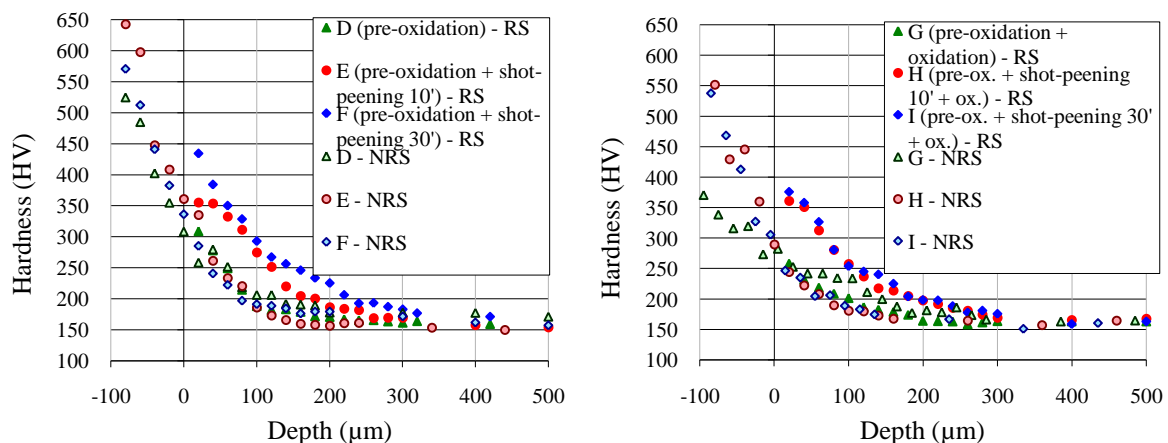 Hardness (HV)
650
600
550
500
450
400
350
300
250
200
150
100
-100
0
100
200
300
400
500
Depth (µm)
D (pre-oxidation) - RS
E (pre-oxidation + shot-
peening 10') - RS
F (pre-oxidation + shot-
peening 30') - RS
D - NRS
E - NRS
F - NRS
Hardness (HV)
650
600
550
500
450
400
350
300
250
200
150
100
-100
0
100
200
300
400
500
Depth (µm)
G (pre-oxidation +
oxidation) - RS
H (pre-ox. + shot-peening
10' + ox.) - RS
I (pre-ox. + shot-peening 30'
+ ox.) - RS
G - NRS
H - NRS
I - NRS